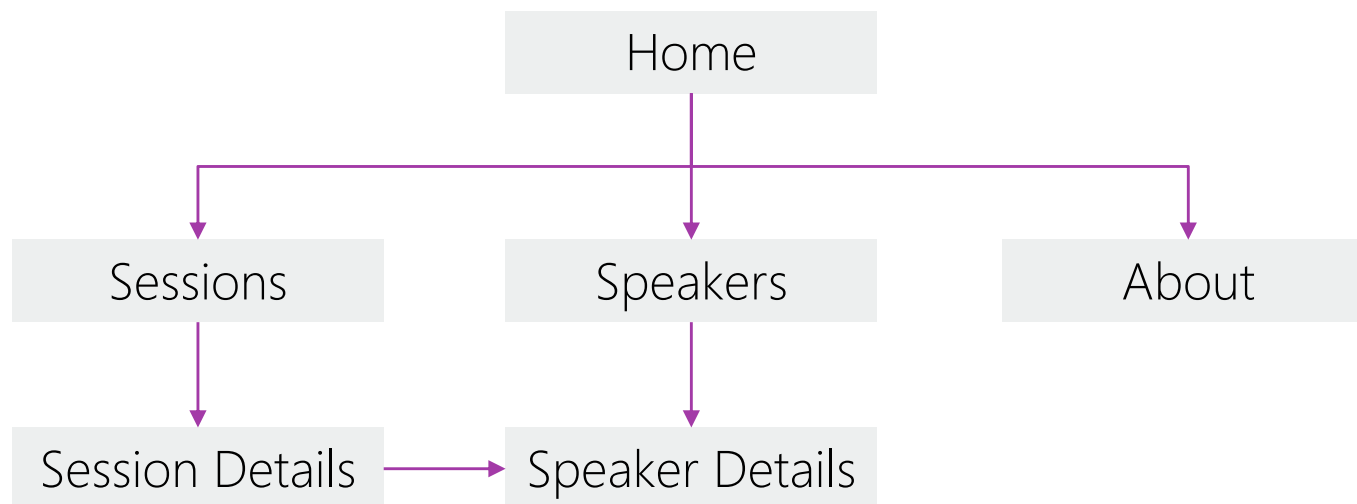 Home
Sessions
Speakers
About
Session Details
Speaker Details